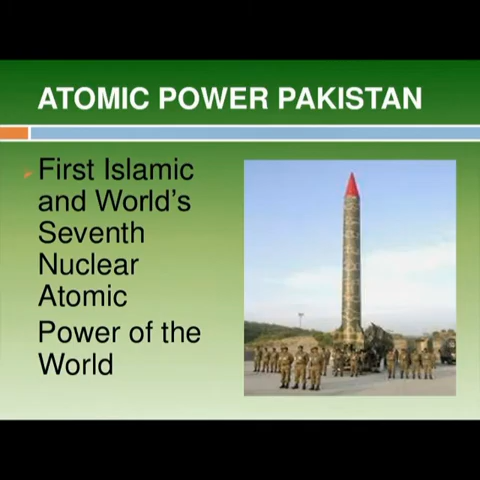 ATOMIC POWER PAKISTAN
First Islamic
and World’s
Seventh
Nuclear
Atomic
Power of the
World